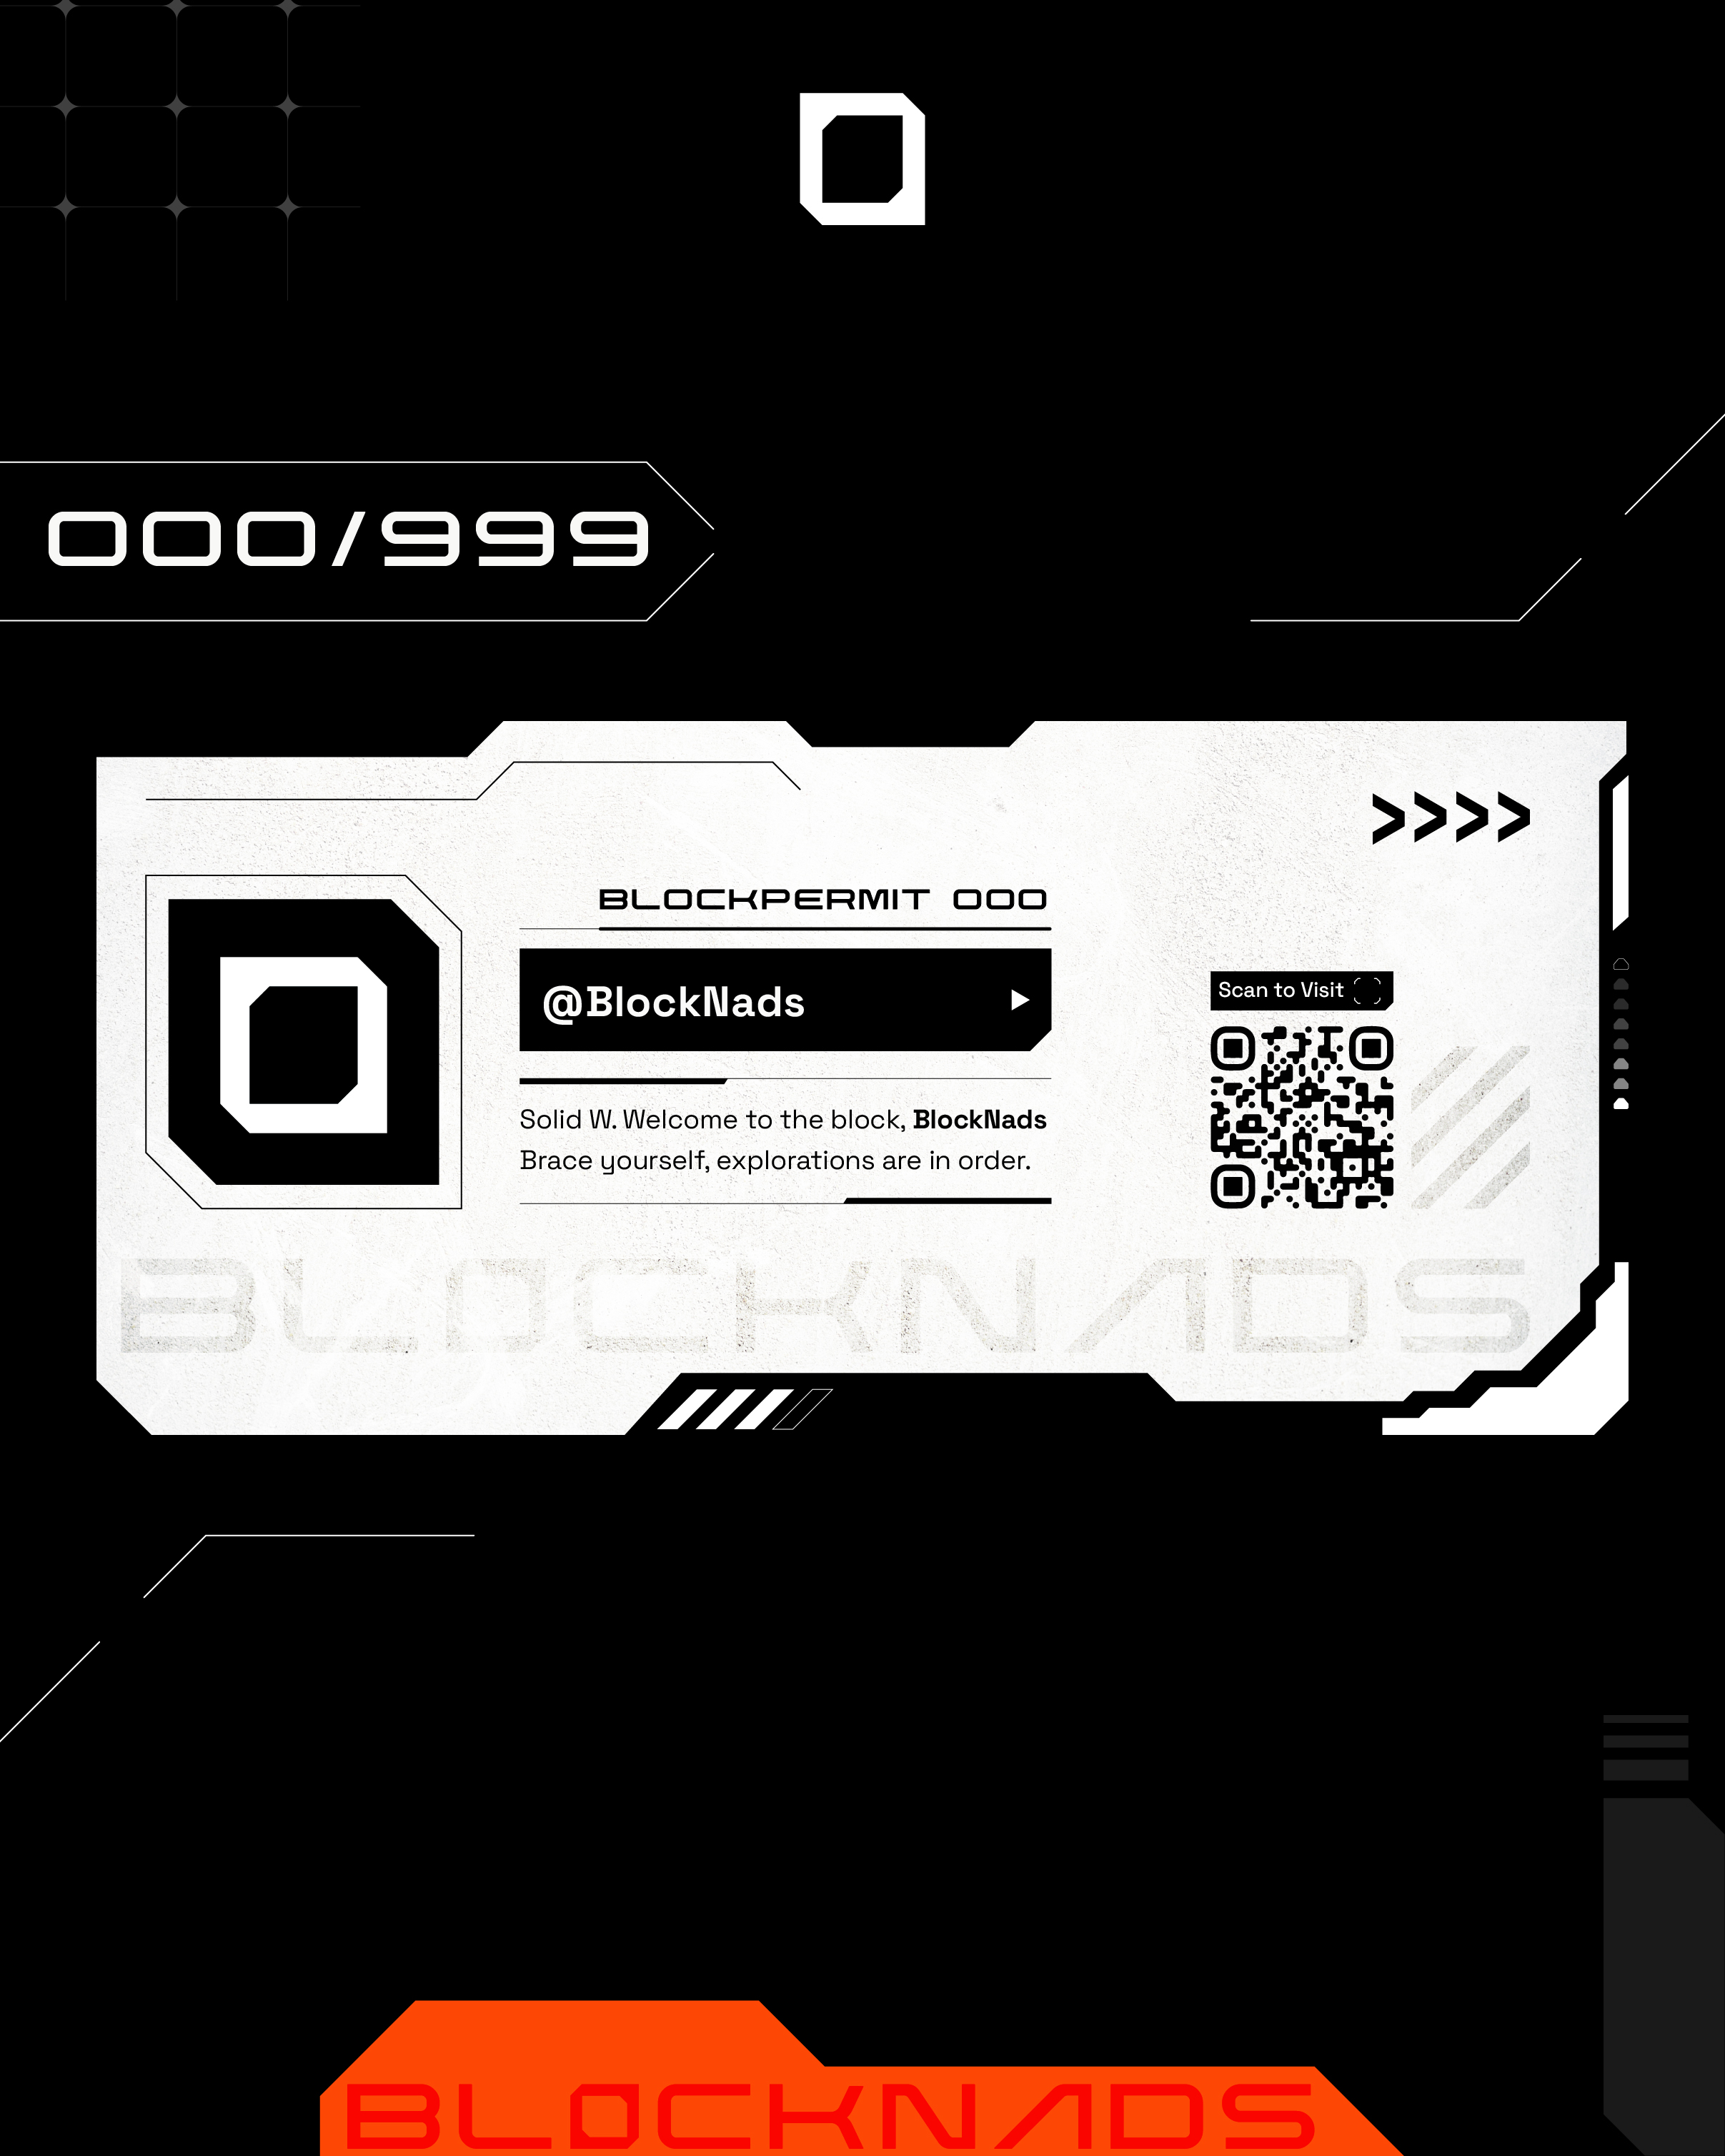 000/999
>>>>
BLOCKPERMIT 000
@BlockNads
Scan to Visit
Solid W. Welcome to the block, BlockNads
Brace yourself, explorations are in order.
BLOCKNADS
BLOCKNADS